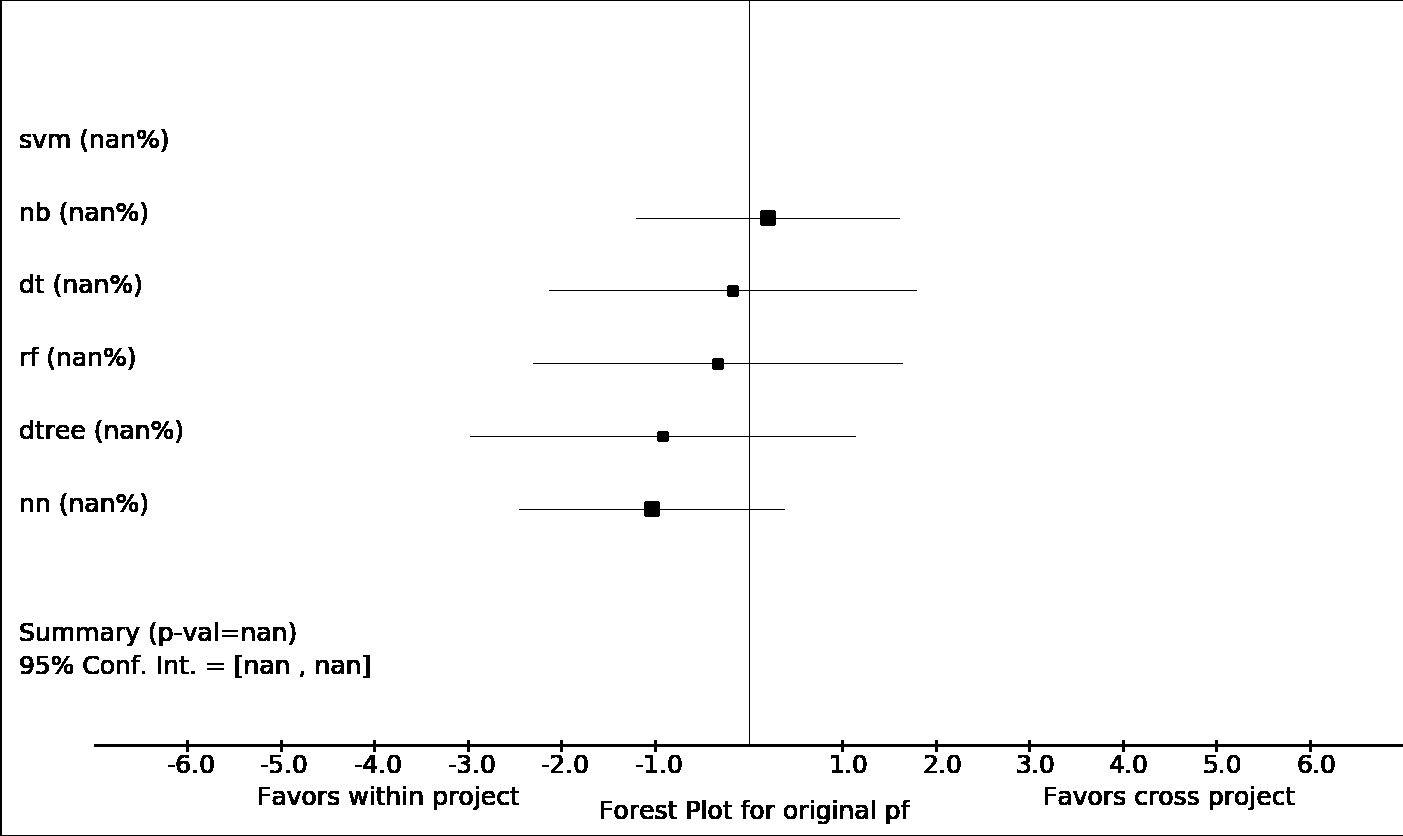 svm (nan%)
nb (nan%)
dt (nan%)
rf (nan%)
dtree (nan%)
nn (nan%)
Summary (p-val=nan)
95% Conf. Int. = [nan , nan]
-6.0 -5.0 -4.0 -3.0 -2.0 -1.0 1.0 2.0 3.0 4.0 5.0 6.0
Favors within project Favors cross project
Forest Plot for original pf